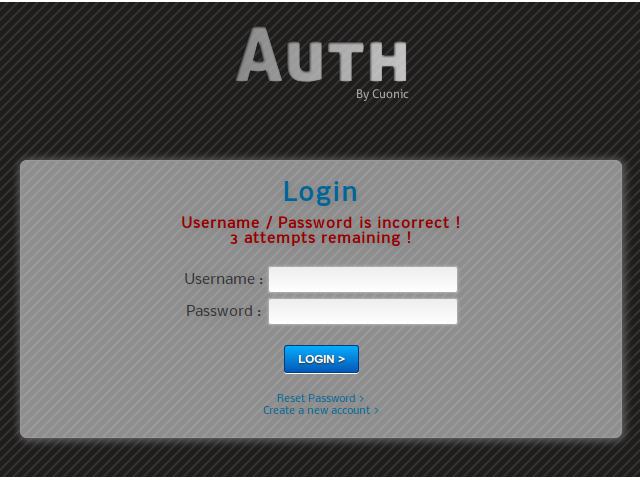 Auth
By Cuonic
Login
Username / Password is incorrect !
3 attempts remaining !
Username :
Password :
LOGIN >
Reset Password >
Create a new account >